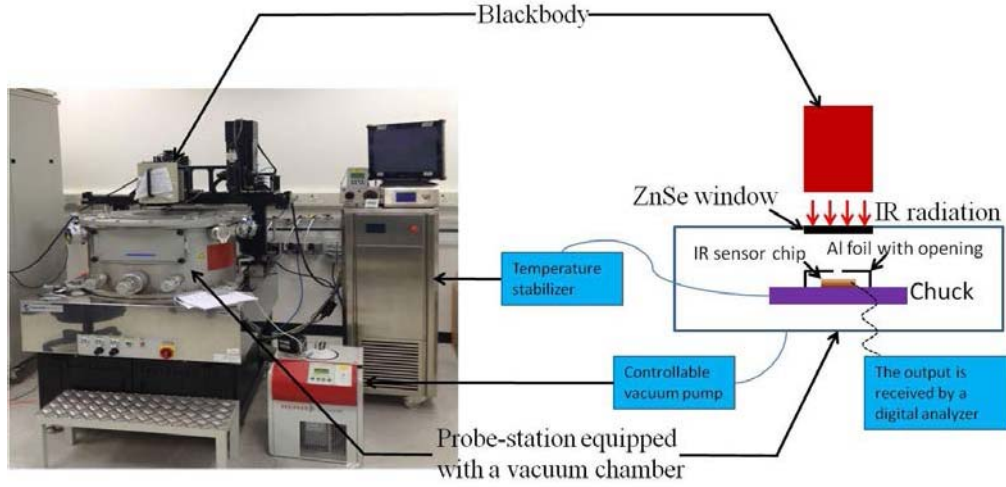 Blackbody
ZnSe window
IR radiation
IR sensor chip
Al foil with opening
Temperature
stabilizer
Chuck
Controllable
vacuum pump
The output is
received by a
digital analyzer
Probe-station equipped
with a vacuum chamber